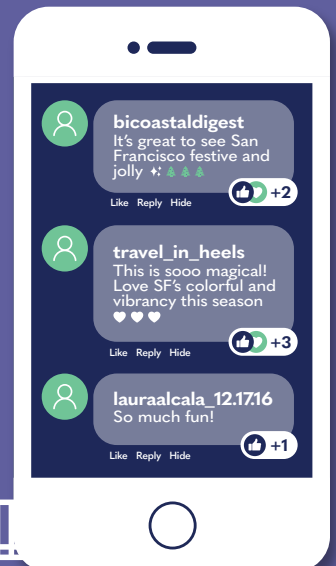 bicoastaldigest
It’s great to see San
Francisco festive and
jolly ✨🌲🌲🌲
+2
Like Reply Hide
travel_in_heels
This is sooo magical!
Love SF’s colorful and
vibrancy this season
🤍🤍🤍
+3
Like Reply Hide
lauraalcala_12.17.16
So much fun!
+1
Like Reply Hide